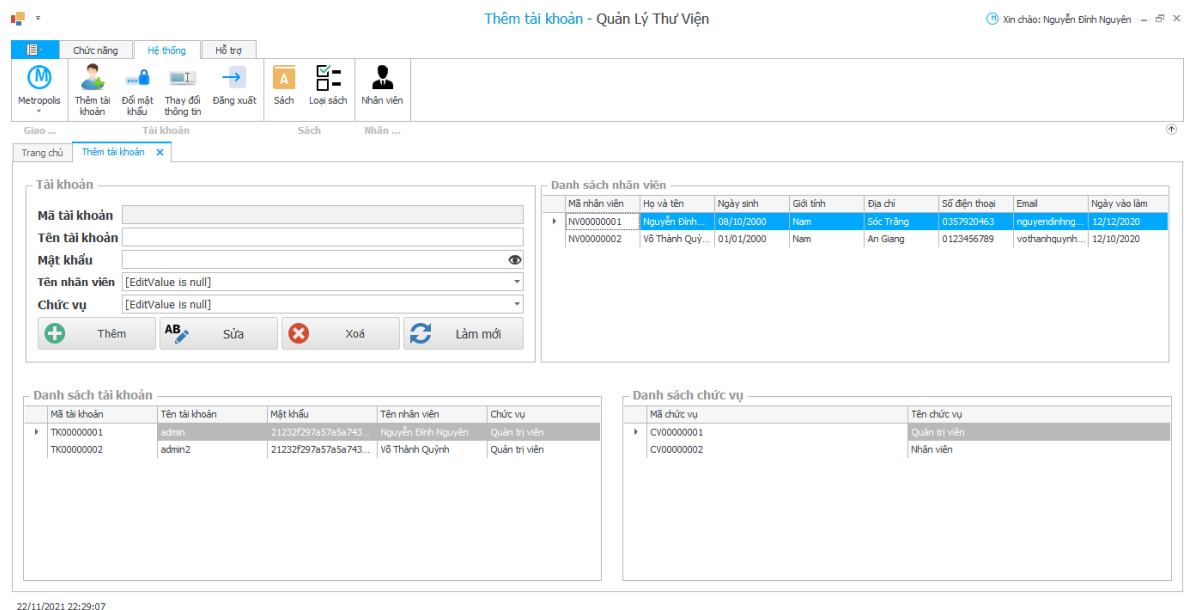 Thêm tài khoản - Quản Lý Thư Viện
Xin chào: Nguyễn Đình Nguyên
Chức năng Hệ thống Hỗ trợ
Metropolis Thêm tài khoản Đổi mật khẩu Thay đổi thông tin Đăng xuất Sách Loại sách Nhân viên
Giao ... Tài khoản Sách Nhân ...
Trang chủ Thêm tài khoản
Tài khoản
Mã tài khoản
Tên tài khoản
Mật khẩu
Tên nhân viên [EditValue is null]
Chức vụ [EditValue is null]
Thêm AB Sửa Xoá Làm mới
Danh sách nhân viên
Mã nhân viên Họ và tên Ngày sinh Giới tính Địa chỉ Số điện thoại Email Ngày vào làm
NV00000001 Nguyễn Đình... 08/10/2000 Nam Sóc Trăng 0357920463 nguyendinhng... 12/12/2020
NV00000002 Võ Thành Quỳ... 01/01/2000 Nam An Giang 0123456789 vothanhquynh... 12/10/2020
Danh sách tài khoản
Mã tài khoản Tên tài khoản Mật khẩu Tên nhân viên Chức vụ
TK00000001 admin 21232f297a57a5a743... Nguyễn Đình Nguyên Quản trị viên
TK00000002 admin2 21232f297a57a5a743... Võ Thành Quỳnh Quản trị viên
Danh sách chức vụ
Mã chức vụ Tên chức vụ
CV00000001 Quản trị viên
CV00000002 Nhân viên
22/11/2021 22:29:07